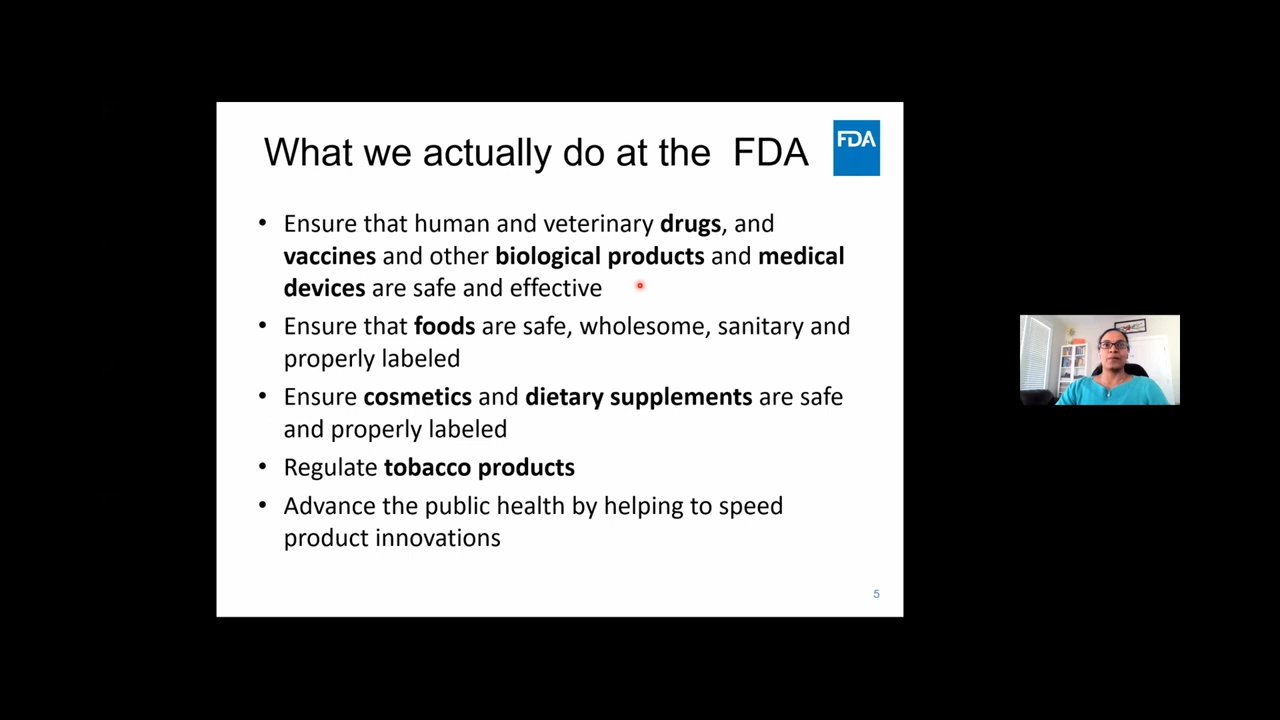 What we actually do at the  FDA
FDA
• Ensure that human and veterinary drugs, and
vaccines and other biological products and medical
devices are safe and effective
• Ensure that foods are safe, wholesome, sanitary and
properly labeled
• Ensure cosmetics and dietary supplements are safe
and properly labeled
• Regulate tobacco products
• Advance the public health by helping to speed
product innovations
5